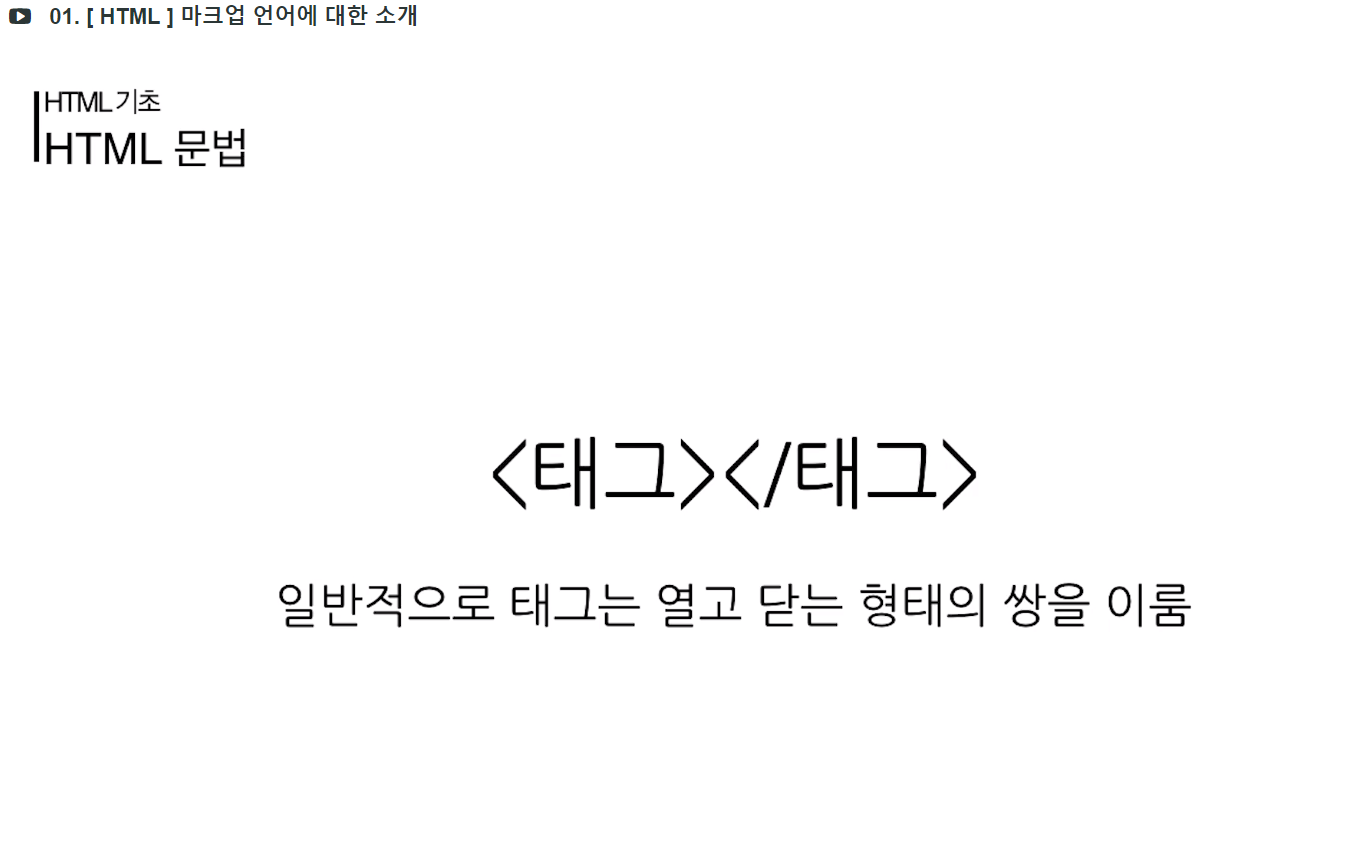 01. [ HTML ] 마크업 언어에 대한 소개
HTML 기초
HTML 문법
<태그></태그>
일반적으로 태그는 열고 닫는 형태의 쌍을 이룸